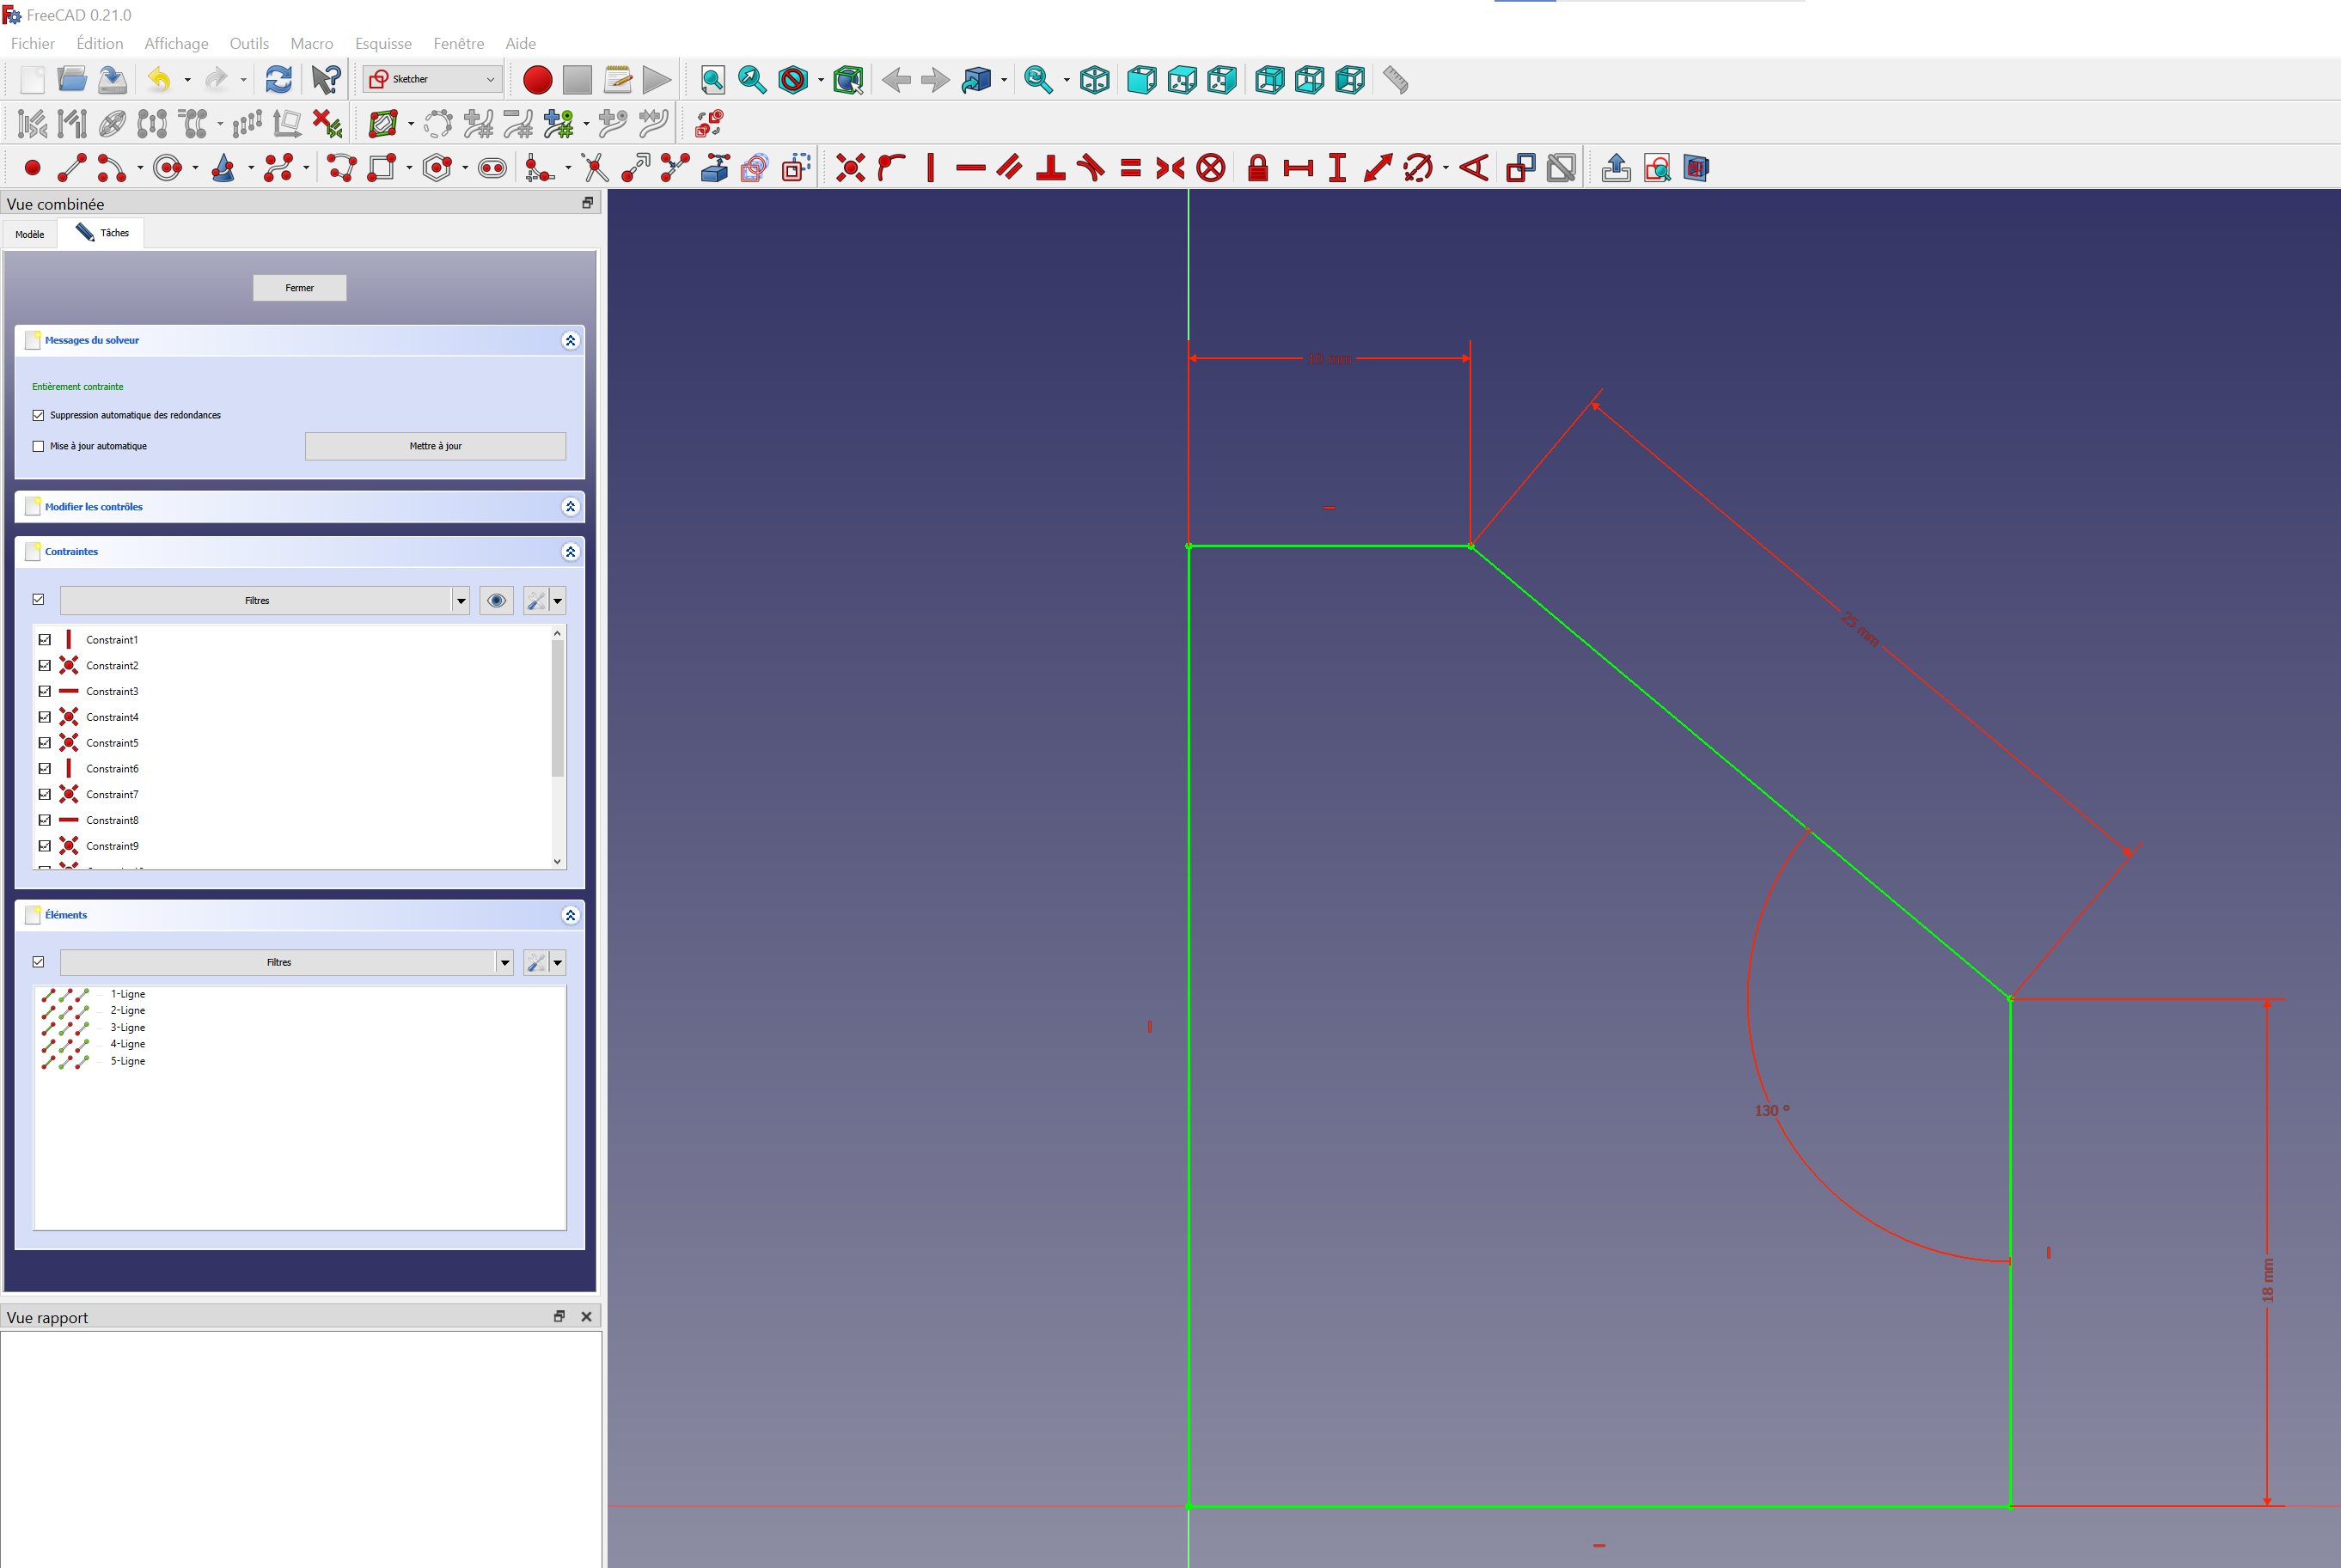 FreeCAD 0.21.0
Fichier Édition Affichage Outils Macro Esquisse Fenêtre Aide
Sketcher
Vue combinée
Modèle Tâches
Fermer
Messages du solveur
Entièrement contrainte
Suppression automatique des redondances
Mise à jour automatique Mettre à jour
Modifier les contrôles
Contraintes
Filtres
Constraint1
Constraint2
Constraint3
Constraint4
Constraint5
Constraint6
Constraint7
Constraint8
Constraint9
Éléments
Filtres
1-Ligne
2-Ligne
3-Ligne
4-Ligne
5-Ligne
Vue rapport
10 mm
25 mm
130 °
18 mm